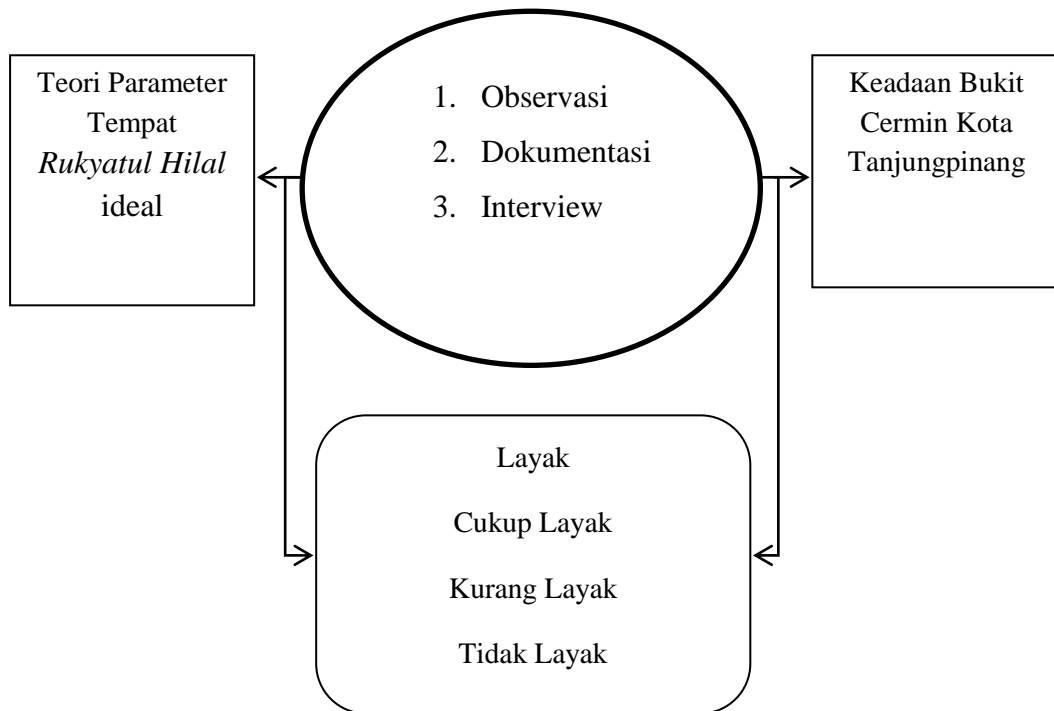 Teori Parameter
Tempat
Rukyatul Hilal
ideal
1. Observasi
2. Dokumentasi
3. Interview
Keadaan Bukit
Cermin Kota
Tanjungpinang
Layak
Cukup Layak
Kurang Layak
Tidak Layak